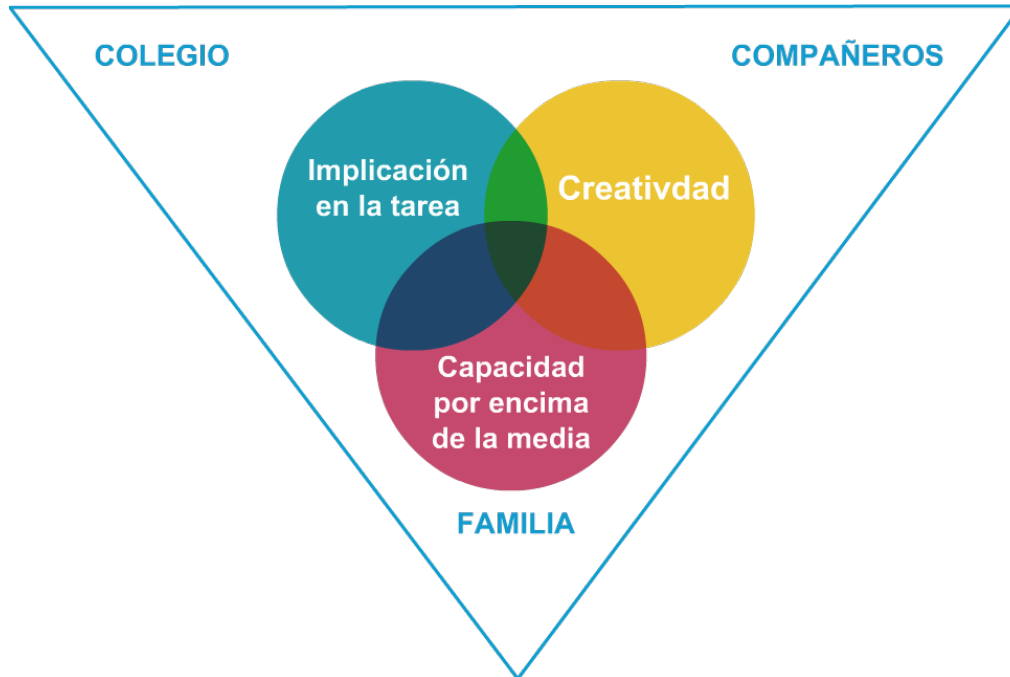 COLEGIO
COMPAÑEROS
Implicación
en la tarea
Creativdad
Capacidad
por encima
de la media
FAMILIA